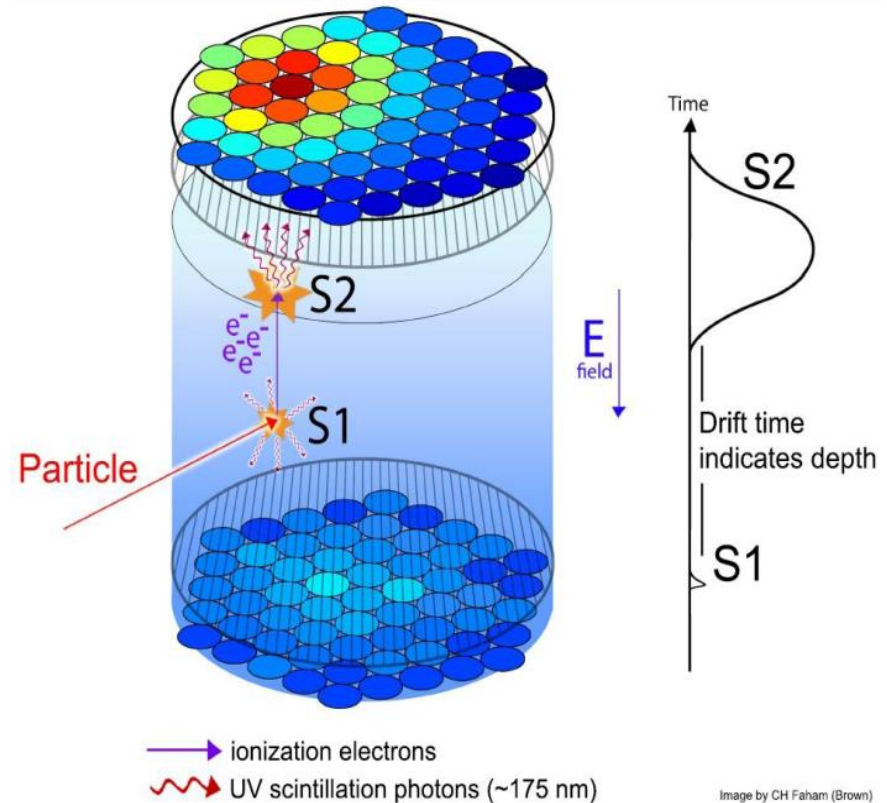 Time
S2
S2
e-
e-e-
e-e-
E
field
S1
Drift time
indicates depth
Particle
S1
ionization electrons
UV scintillation photons (~175 nm)
Image by CH Faham (Brown)